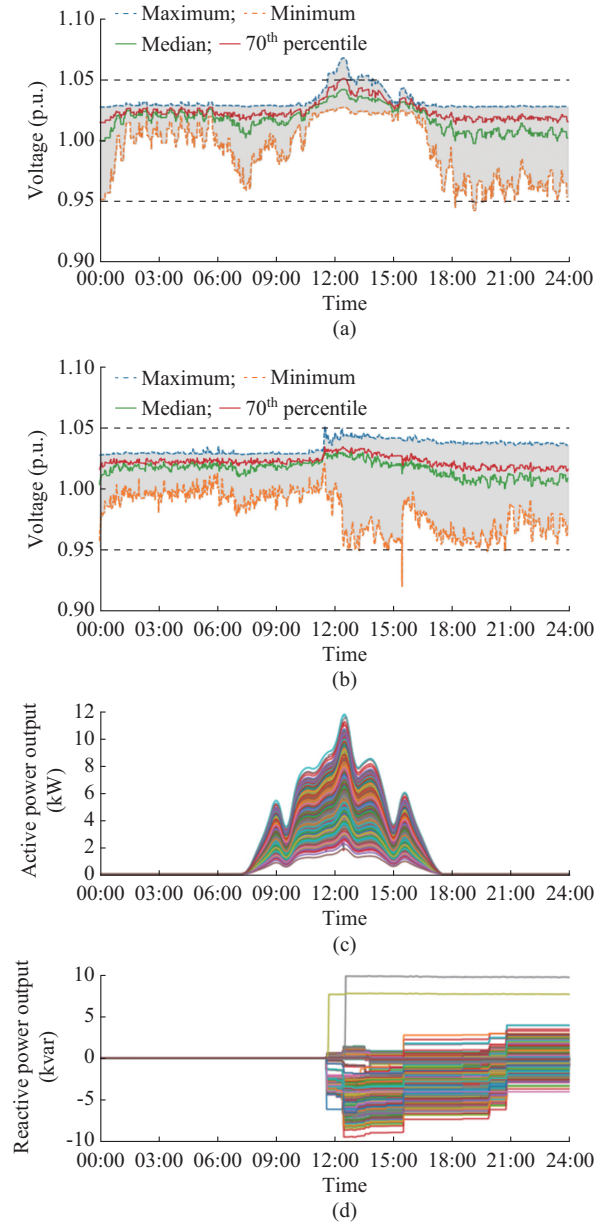 1.10
Maximum; Minimum
Median; 70th percentile
1.05
1.00
0.95
0.90
Voltage (p.u.)
00:00 03:00 06:00 09:00 12:00 15:00 18:00 21:00 24:00
Time
(a)
1.10
Maximum; Minimum
Median; 70th percentile
1.05
1.00
0.95
0.90
Voltage (p.u.)
00:00 03:00 06:00 09:00 12:00 15:00 18:00 21:00 24:00
Time
(b)
12
10
8
6
4
2
0
Active power output
(kW)
00:00 03:00 06:00 09:00 12:00 15:00 18:00 21:00 24:00
Time
(c)
10
5
0
-5
-10
Reactive power output
(kvar)
00:00 03:00 06:00 09:00 12:00 15:00 18:00 21:00 24:00
Time
(d)